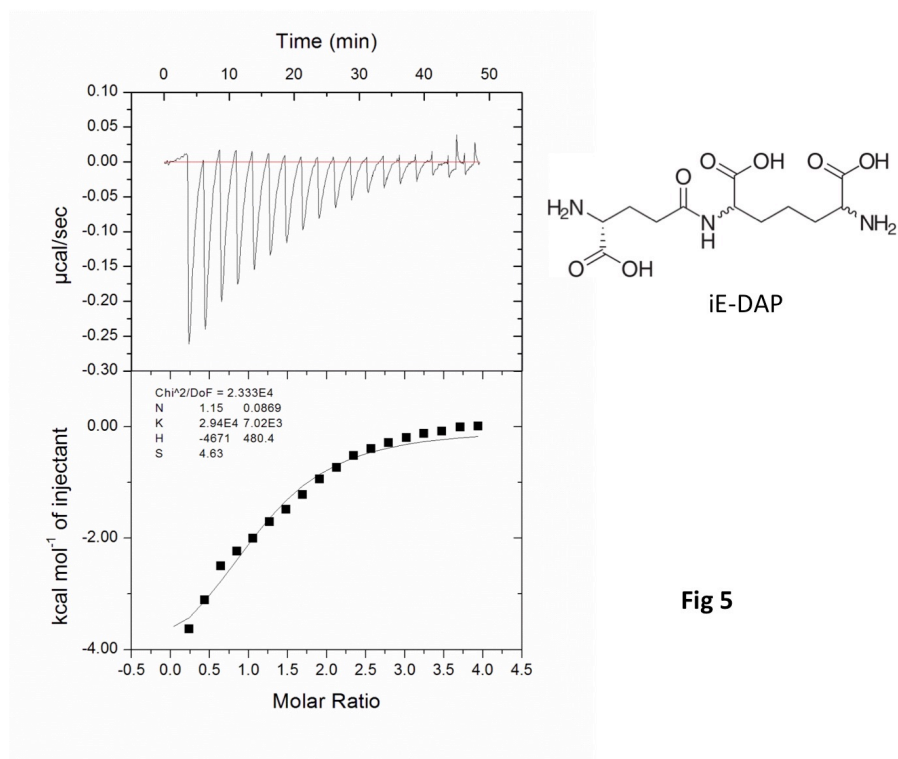 Time (min)
0 10 20 30 40 50
0.10
0.05
0.00
-0.05
-0.10
-0.15
-0.20
-0.25
-0.30
µcal/sec
Chi^2/DoF = 2.333E4
N 1.15 0.0869
K 2.94E4 7.02E3
H -4671 480.4
S 4.63
0.00
-2.00
-4.00
kcal mol⁻¹ of injectant
-0.5 0.0 0.5 1.0 1.5 2.0 2.5 3.0 3.5 4.0 4.5
Molar Ratio
O OH O OH
O
H₂N
N
H
NH₂
O OH
iE-DAP
Fig 5